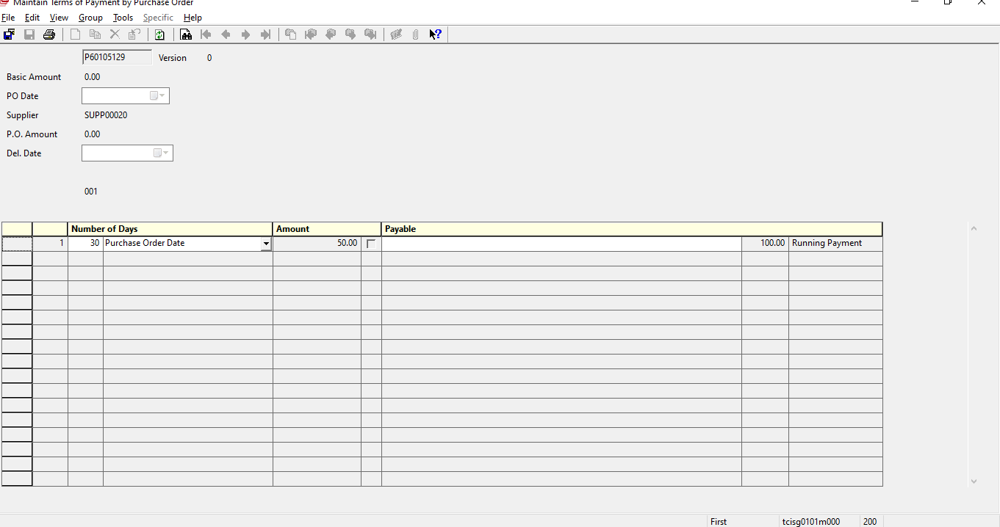 Maintain Terms of Payment by Purchase Order
File Edit View Group Tools Specific Help
P60105129 Version 0
Basic Amount 0.00
PO Date
Supplier SUPP00020
P.O. Amount 0.00
Del. Date
001
Number of Days Amount Payable
1 30 Purchase Order Date 50.00 100.00 Running Payment
First tcisg0101m000 200